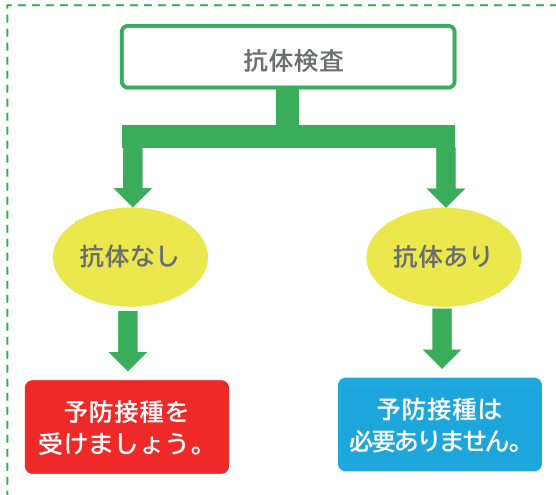 抗体検査
抗体なし
抗体あり
予防接種を
受けましょう。
予防接種は
必要ありません。